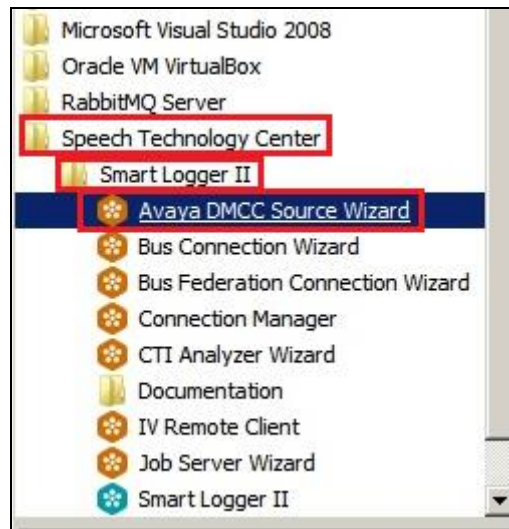 Microsoft Visual Studio 2008
Oracle VM VirtualBox
RabbitMQ Server
Speech Technology Center
Smart Logger II
Avaya DMCC Source Wizard
Bus Connection Wizard
Bus Federation Connection Wizard
Connection Manager
CTI Analyzer Wizard
Documentation
IV Remote Client
Job Server Wizard
Smart Logger II